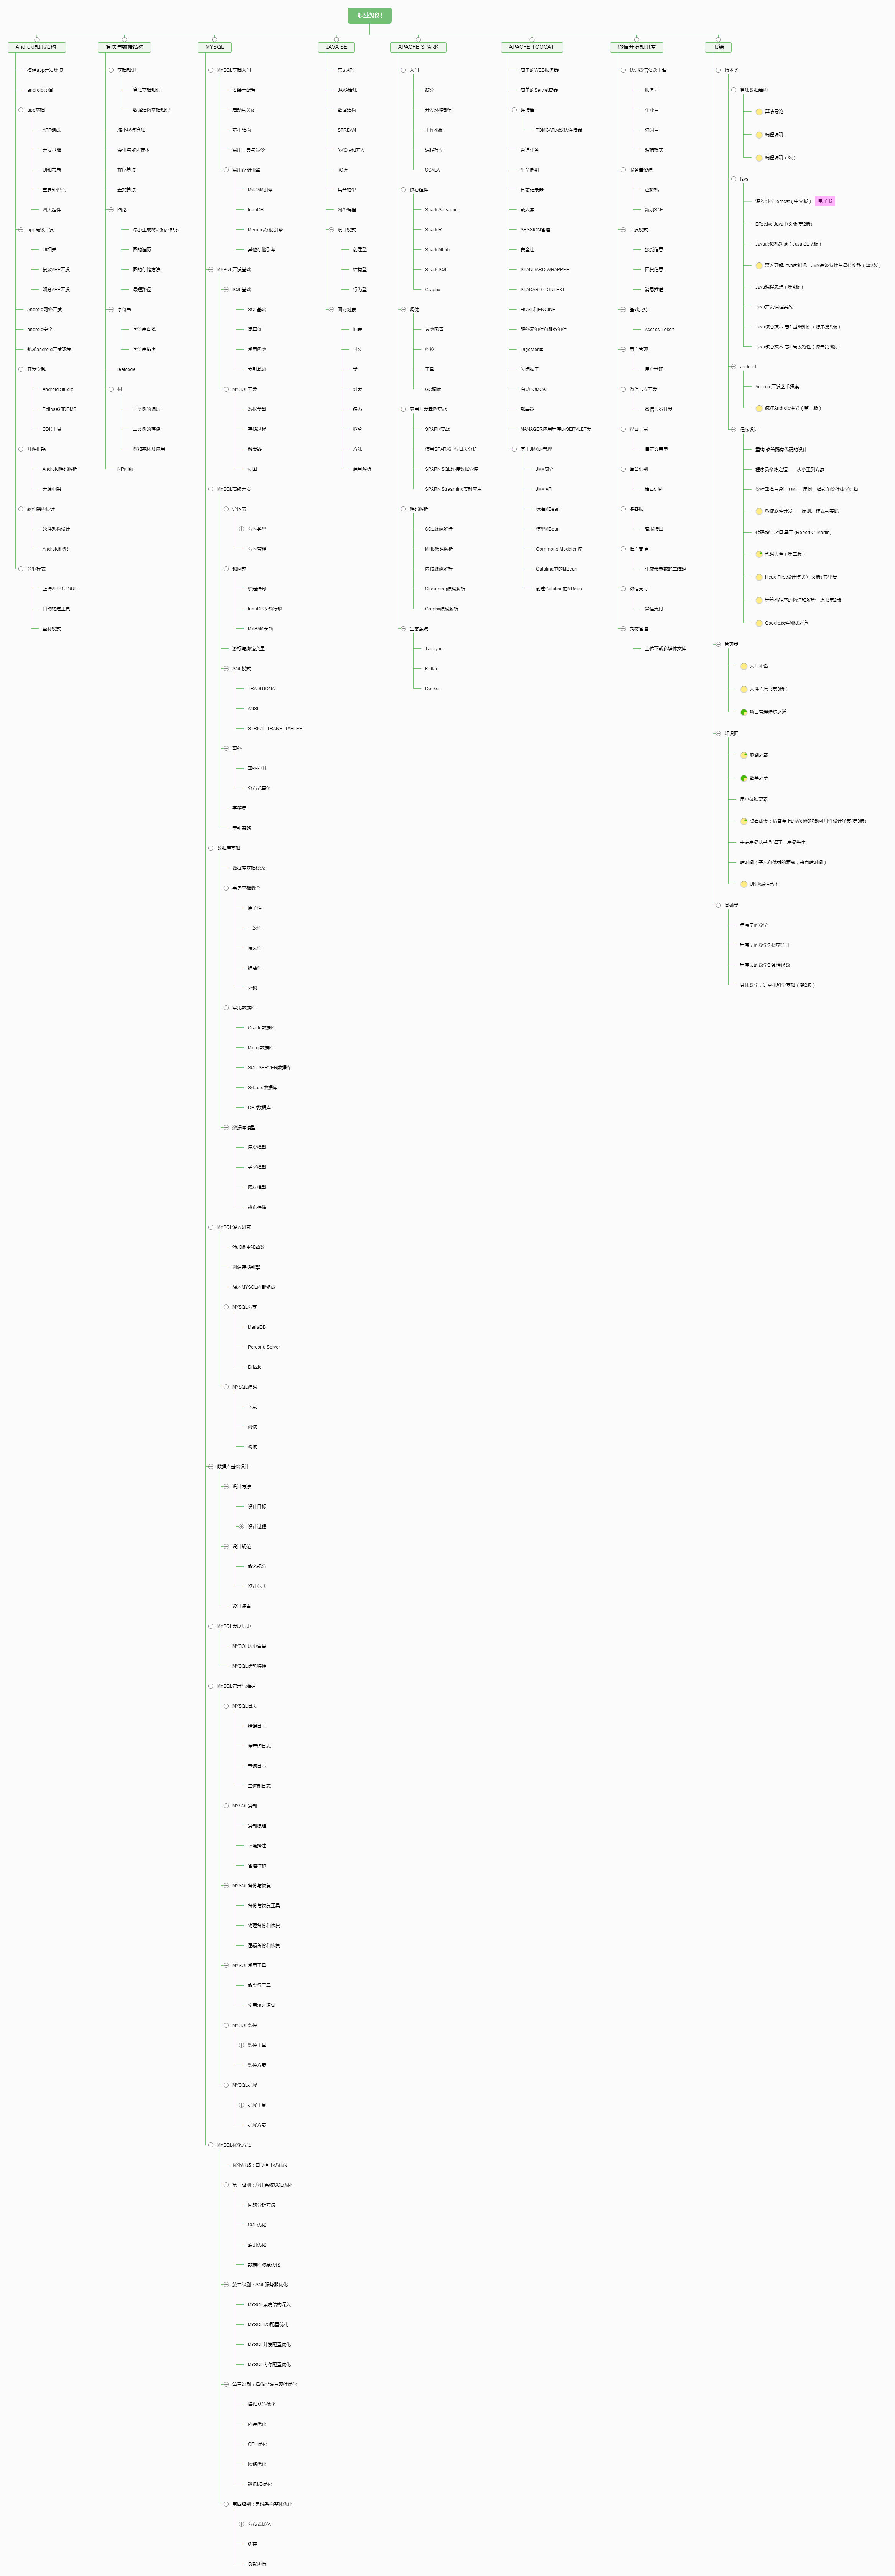 职业知识
Android知识结构
搭建app开发环境
android文档
app基础
APP组成
开发基础
UI和布局
重要知识点
四大组件
app高级开发
UI相关
复杂APP开发
细分APP开发
Android网络开发
android安全
熟悉android开发环境
开发实践
Android Studio
Eclipse和DDMS
SDK工具
开源框架
Android源码解析
开源框架
软件架构设计
软件架构设计
Android框架
商业模式
上传APP STORE
自动构建工具
盈利模式
算法与数据结构
基础知识
算法基础知识
数据结构基础知识
缩小规模算法
索引与散列技术
排序算法
查找算法
图论
最小生成树和拓扑排序
图的遍历
图的存储方法
最短路径
字符串
字符串查找
字符串排序
leetcode
树
二叉树的遍历
二叉树的存储
树和森林及应用
NP问题
MYSQL
MYSQL基础入门
安装于配置
启动与关闭
基本结构
常用工具与命令
常用存储引擎
MyISAM引擎
InnoDB
Memory存储引擎
其他存储引擎
MYSQL开发基础
SQL基础
SQL基础
运算符
常用函数
索引基础
MYSQL开发
数据类型
存储过程
触发器
视图
MYSQL高级开发
分区表
分区类型
分区管理
锁问题
锁定语句
InnoDB表锁行锁
MyISAM表锁
游标与绑定变量
SQL模式
TRADITIONAL
ANSI
STRICT_TRANS_TABLES
事务
事务控制
分布式事务
字符集
索引策略
数据库基础
数据库基础概念
事务基础概念
原子性
一致性
持久性
隔离性
死锁
常见数据库
Oracle数据库
Mysql数据库
SQL-SERVER数据库
Sybase数据库
DB2数据库
数据库模型
层次模型
关系模型
网状模型
磁盘存储
MYSQL深入研究
添加命令和函数
创建存储引擎
深入MYSQL内部组成
MYSQL分支
MariaDB
Percona Server
Drizzle
MYSQL源码
下载
测试
调试
数据库基础设计
设计方法
设计目标
设计过程
设计规范
命名规范
设计范式
设计评审
MYSQL发展历史
MYSQL历史背景
MYSQL优势特性
MYSQL管理与维护
MYSQL日志
错误日志
慢查询日志
查询日志
二进制日志
MYSQL复制
复制原理
环境搭建
管理维护
MYSQL备份与恢复
备份与恢复工具
物理备份和恢复
逻辑备份和恢复
MYSQL常用工具
命令行工具
实用SQL语句
MYSQL监控
监控工具
监控方面
MYSQL扩展
扩展工具
扩展方面
MYSQL优化方法
优化思路：自顶向下优化法
第一级别：应用系统SQL优化
问题分析方法
SQL优化
索引优化
数据库对象优化
第二级别：SQL服务器优化
MYSQL系统结构深入
MYSQL I/O配置优化
MYSQL并发配置优化
MYSQL内存配置优化
第三级别：操作系统与硬件优化
操作系统优化
内存优化
CPU优化
网络优化
磁盘I/O优化
第四级别：系统架构整体优化
分布式优化
缓存
负载均衡
JAVA SE
常见API
JAVA语法
数据结构
STREAM
多线程和并发
I/O流
集合框架
网络编程
设计模式
创建型
结构型
行为型
面向对象
抽象
封装
类
对象
多态
继承
方法
消息解析
APACHE SPARK
入门
简介
开发环境部署
工作机制
编程模型
SCALA
核心组件
Spark Streaming
Spark R
Spark MLlib
Spark SQL
Graphx
调优
参数配置
监控
工具
GC调优
应用开发案例实战
SPARK实战
使用SPARK进行日志分析
SPARK SQL连接数据仓库
SPARK Streaming实时应用
源码解析
SQL源码解析
Mllib源码解析
内核源码解析
Streaming源码解析
Graphx源码解析
生态系统
Tachyon
Kafka
Docker
APACHE TOMCAT
简单的WEB服务器
简单的Servlet容器
连接器
TOMCAT的默认连接器
管道任务
生命周期
日志记录器
载入器
SESSION管理
安全性
STANDARD WRAPPER
STADARD CONTEXT
HOST和ENGINE
服务器组件和服务组件
Digester库
关闭钩子
启动TOMCAT
部署器
MANAGER应用程序的SERVLET类
基于JMX的管理
JMX简介
JMX API
标准MBean
模型MBean
Commons Modeler 库
Catalina中的MBean
创建Catalina的MBean
微信开发知识库
认识微信公众平台
服务号
企业号
订阅号
编辑模式
服务器资源
虚拟机
新浪SAE
开发模式
接受信息
回复信息
消息推送
基础支持
Access Token
用户管理
用户管理
微信卡券开发
微信卡券开发
界面丰富
自定义菜单
语音识别
语音识别
多客服
客服接口
推广支持
生成带参数的二维码
微信支付
微信支付
素材管理
上传下载多媒体文件
书籍
技术类
算法数据结构
算法导论
编程珠玑
编程珠玑（续）
java
深入剖析Tomcat（中文版） 电子书
Effective Java中文版(第2版)
Java虚拟机规范（Java SE 7版）
深入理解Java虚拟机：JVM高级特性与最佳实践（第2版）
Java编程思想（第4版）
Java并发编程实战
Java核心技术 卷1 基础知识（原书第9版）
Java核心技术 卷II 高级特性（原书第9版）
android
Android开发艺术探索
疯狂Android讲义（第三版）
程序设计
重构 改善既有代码的设计
程序员修炼之道——从小工到专家
软件建模与设计:UML、用例、模式和软件体系结构
敏捷软件开发——原则、模式与实践
代码整洁之道 马丁 (Robert C. Martin)
代码大全（第二版）
Head First设计模式(中文版) 弗里曼
计算机程序的构造和解释：原书第2版
Google软件测试之道
管理类
人月神话
人件（原书第3版）
项目管理修炼之道
知识面
浪潮之巅
数学之美
用户体验要素
点石成金：访客至上的Web和移动可用性设计秘笈(第3版)
金克曼曼丛书 别逗了，费曼先生
暗时间（平凡和优秀的距离，来自暗时间）
UNIX编程艺术
基础类
程序员的数学
程序员的数学2 概率统计
程序员的数学3 线性代数
具体数学：计算机科学基础（第2版）